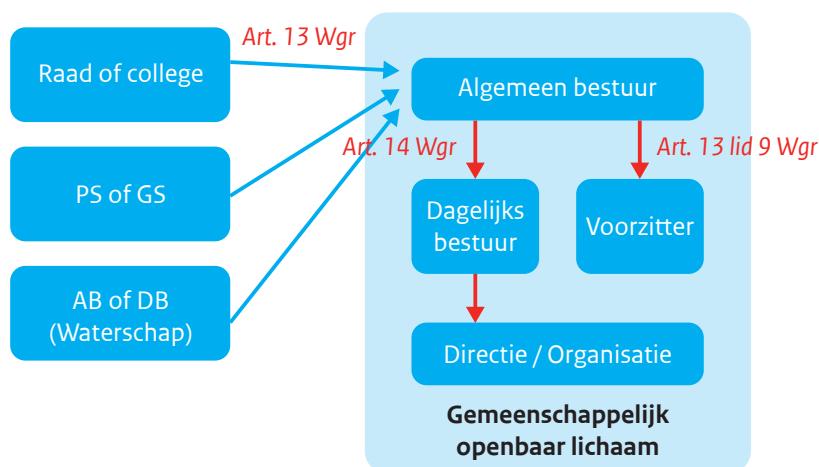 Art. 13 Wgr
Raad of college
Algemeen bestuur
Art. 14 Wgr
Art. 13 lid 9 Wgr
PS of GS
Dagelijks
bestuur
Voorzitter
AB of DB
(Waterschap)
Directie / Organisatie
Gemeenschappelijk
openbaar lichaam